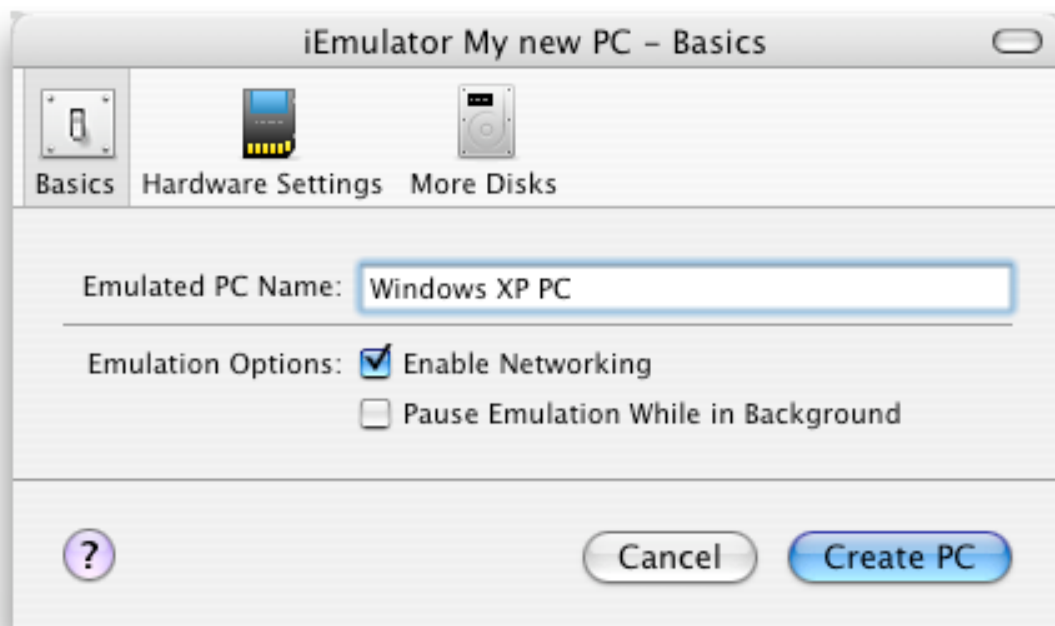 iEmulator My new PC – Basics
Basics Hardware Settings More Disks
Emulated PC Name: Windows XP PC
Emulation Options: Enable Networking
Pause Emulation While in Background
? Cancel Create PC